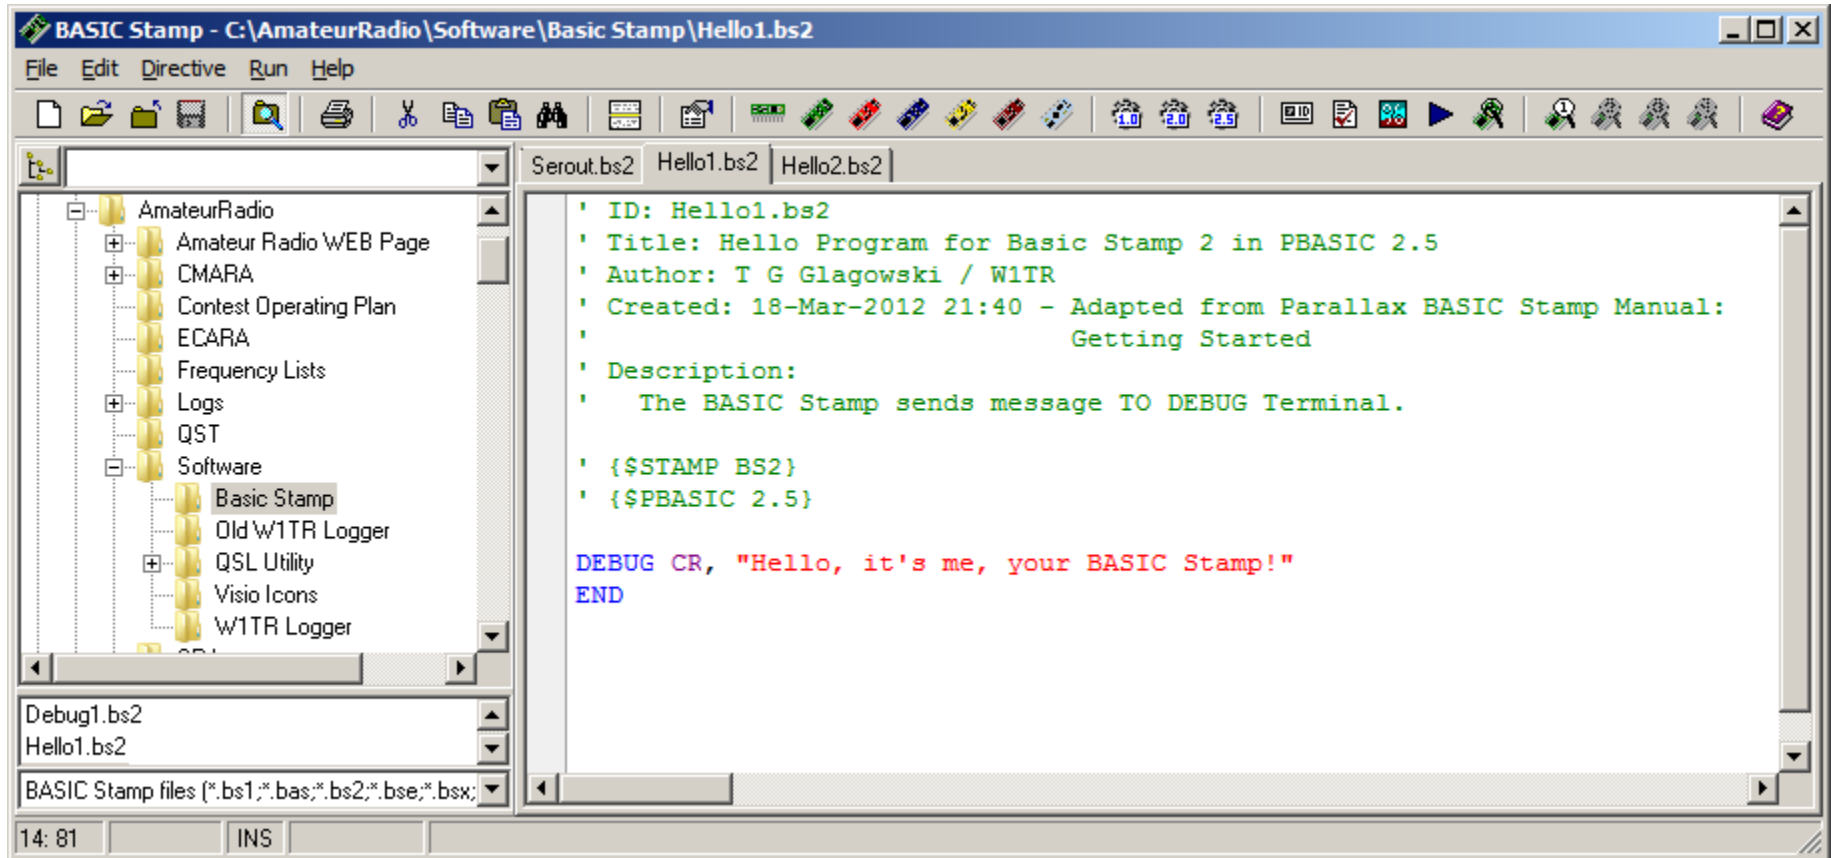 BASIC Stamp - C:\AmateurRadio\Software\Basic Stamp\Hello1.bs2
File Edit Directive Run Help
1.0 2.0 2.5
Serout.bs2 Hello1.bs2 Hello2.bs2
AmateurRadio
Amateur Radio WEB Page
CMARA
Contest Operating Plan
ECARA
Frequency Lists
Logs
QST
Software
Basic Stamp
Old W1TR Logger
QSL Utility
Visio Icons
W1TR Logger
Debug1.bs2
Hello1.bs2
BASIC Stamp files (*.bs1;*.bas;*.bs2;*.bse;*.bsx;
' ID: Hello1.bs2
' Title: Hello Program for Basic Stamp 2 in PBASIC 2.5
' Author: T G Glagowski / W1TR
' Created: 18-Mar-2012 21:40 - Adapted from Parallax BASIC Stamp Manual:
' Getting Started
' Description:
' The BASIC Stamp sends message TO DEBUG Terminal.
' {$STAMP BS2}
' {$PBASIC 2.5}
DEBUG CR, "Hello, it's me, your BASIC Stamp!"
END
14: 81 INS